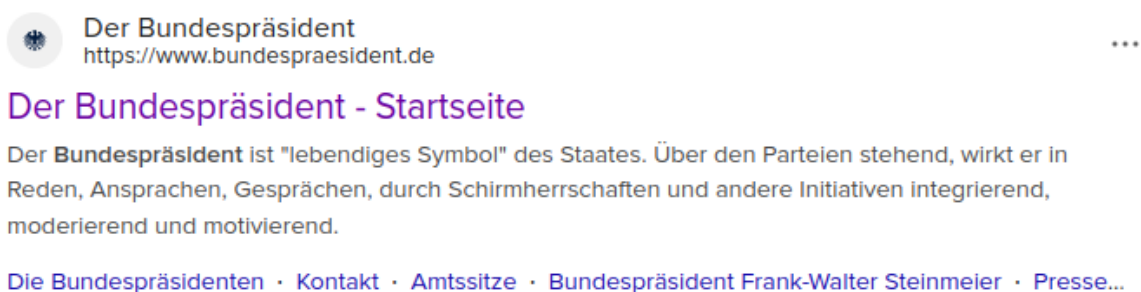 Der Bundespräsident
https://www.bundespraesident.de
Der Bundespräsident - Startseite
Der Bundespräsident ist "lebendiges Symbol" des Staates. Über den Parteien stehend, wirkt er in
Reden, Ansprachen, Gesprächen, durch Schirmherrschaften und andere Initiativen integrierend,
moderierend und motivierend.
Die Bundespräsidenten · Kontakt · Amtssitze · Bundespräsident Frank-Walter Steinmeier · Presse...